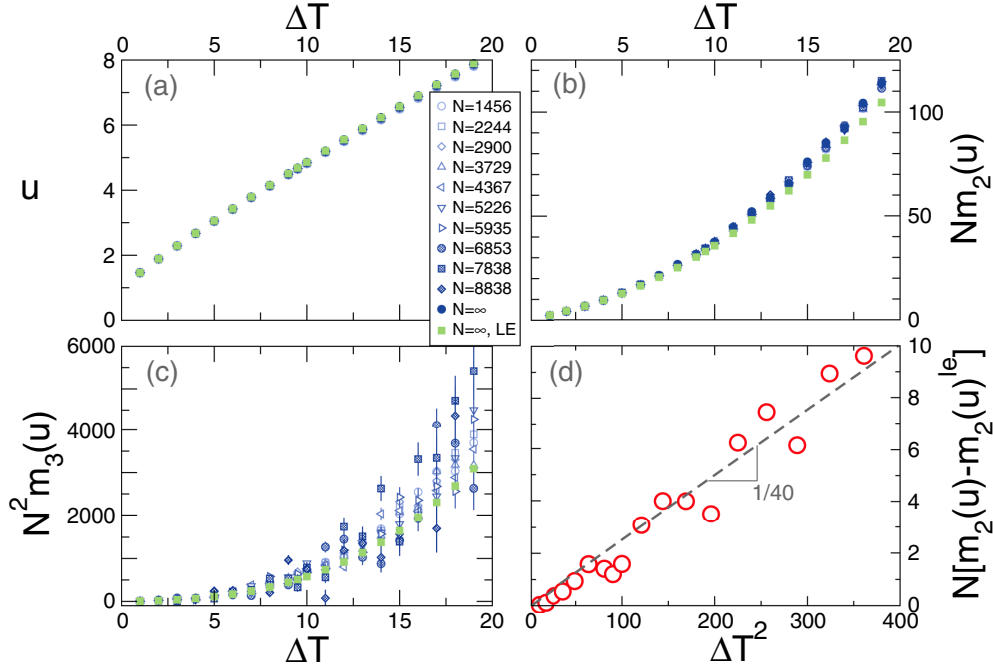 ΔT
ΔT
0 5 10 15 20
0 5 10 15 20
8
6
4
2
0
u
(a)
N=1456
N=2244
N=2900
N=3729
N=4367
N=5226
N=5935
N=6853
N=7838
N=8838
N=∞
N=∞, LE
(b)
100
50
0
Nm₂(u)
6000
4000
2000
0
N²m₃(u)
(c)
0 5 10 15 20
ΔT
(d)
1/40
10
8
6
4
2
0
N[m₂(u)-m₂(u)ˡᵉ]
0 100 200 300 400
ΔT²